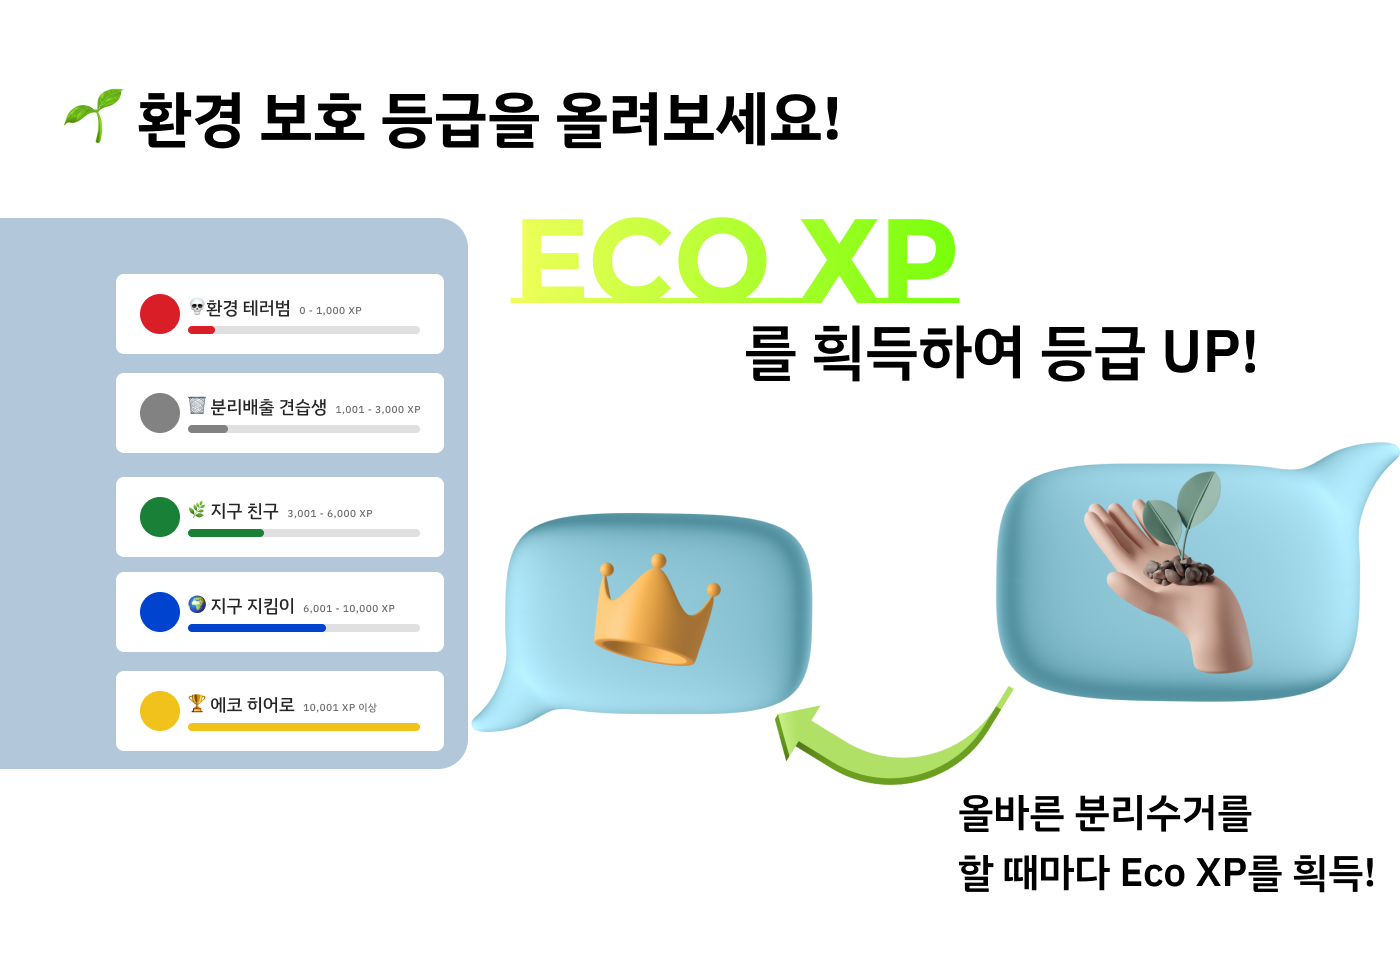 🌱 환경 보호 등급을 올려보세요!
ECO XP
를 획득하여 등급 UP!
💀환경 테러범 0 - 1,000 XP
🗑️ 분리배출 견습생 1,001 - 3,000 XP
🌿 지구 친구 3,001 - 6,000 XP
🌍 지구 지킴이 6,001 - 10,000 XP
🏆 에코 히어로 10,001 XP 이상
올바른 분리수거를
할 때마다 Eco XP를 획득!